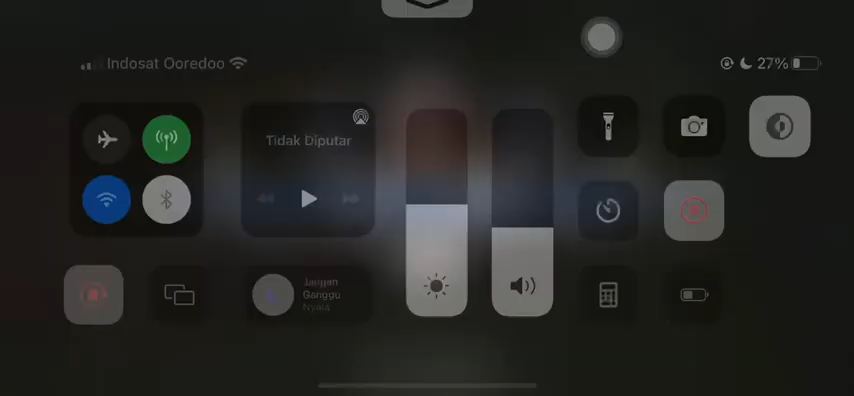 Indosat Ooredoo
27%
Tidak Diputar
Jangan
Ganggu
Nyala